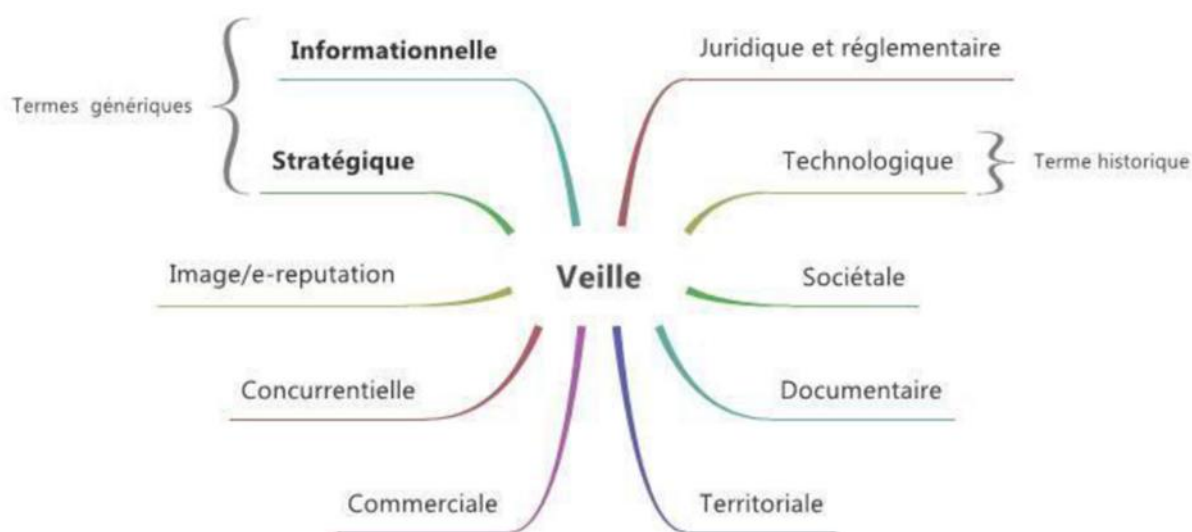 Informationnelle
Juridique et réglementaire
Termes génériques
Stratégique
Technologique
Terme historique
Image/e-reputation
Veille
Sociétale
Concurrentielle
Documentaire
Commerciale
Territoriale